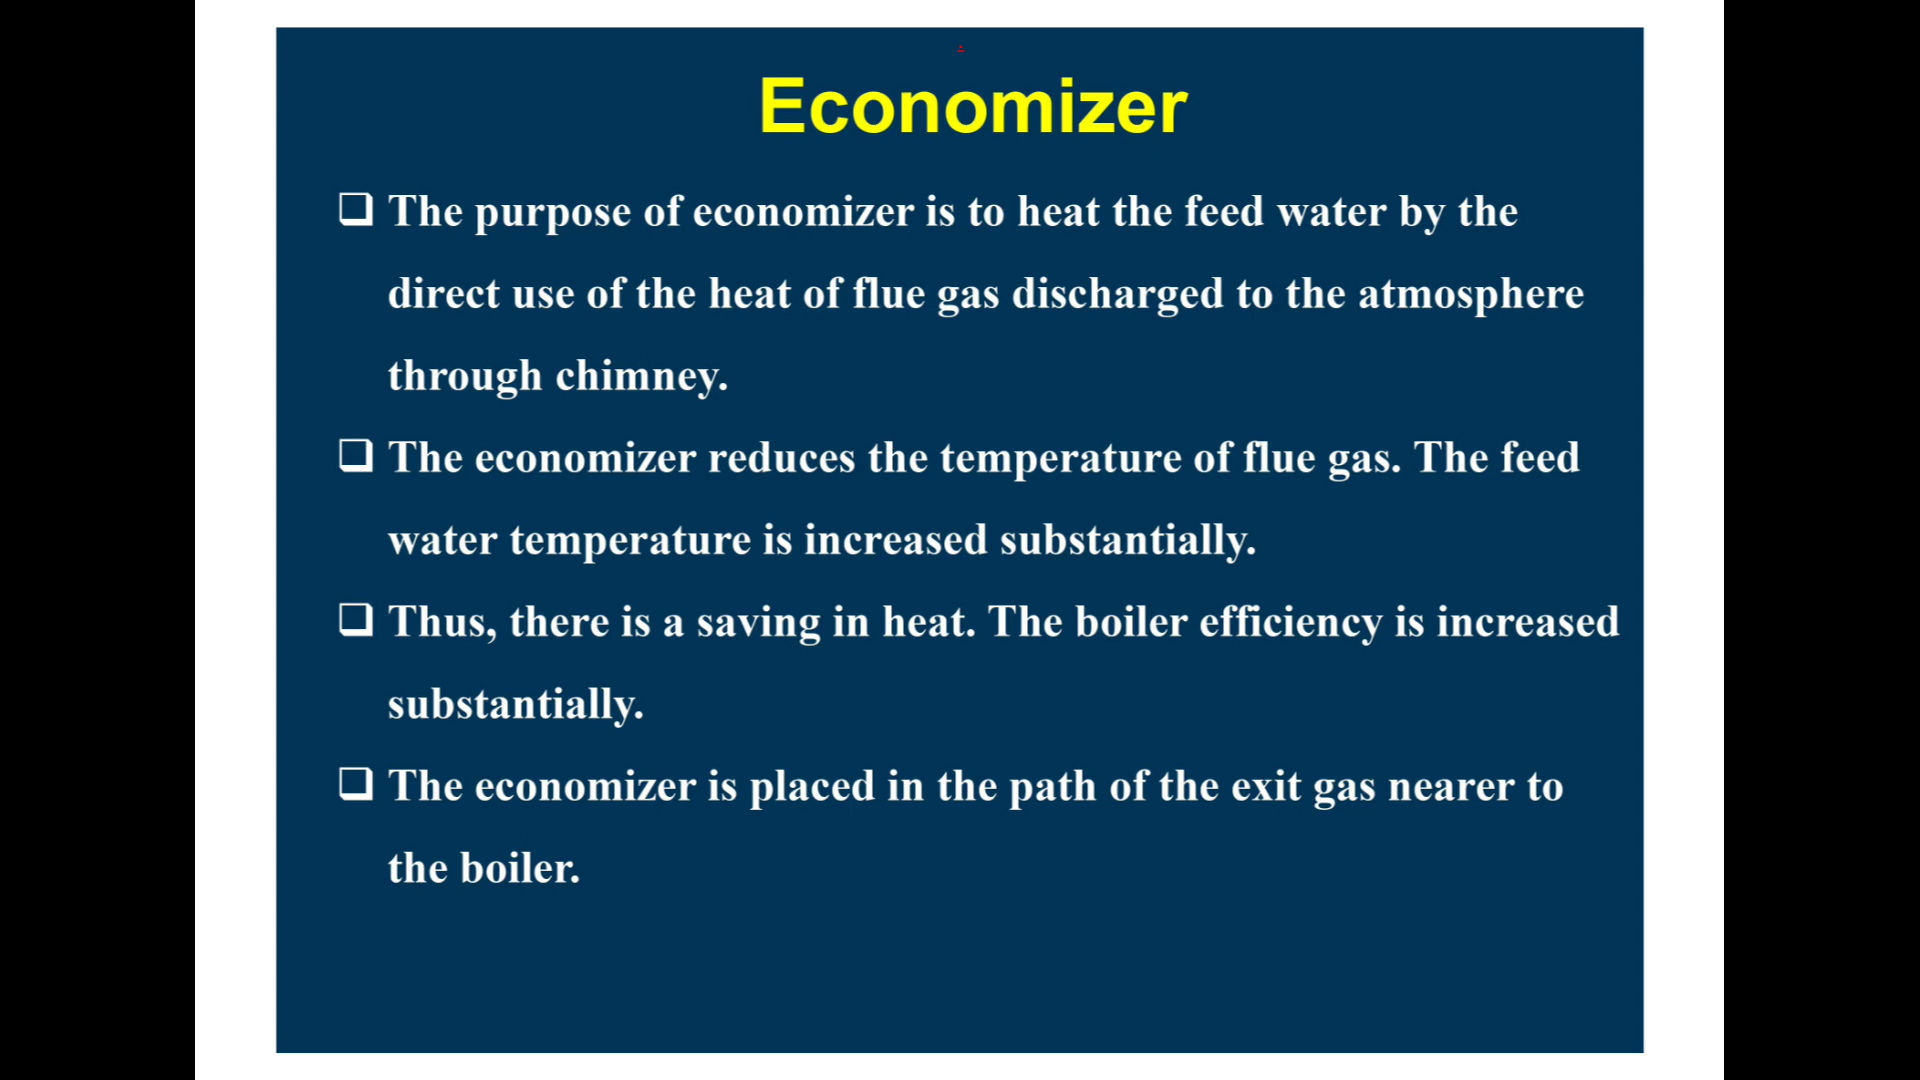 Economizer
❑ The purpose of economizer is to heat the feed water by the
direct use of the heat of flue gas discharged to the atmosphere
through chimney.
❑ The economizer reduces the temperature of flue gas. The feed
water temperature is increased substantially.
❑ Thus, there is a saving in heat. The boiler efficiency is increased
substantially.
❑ The economizer is placed in the path of the exit gas nearer to
the boiler.